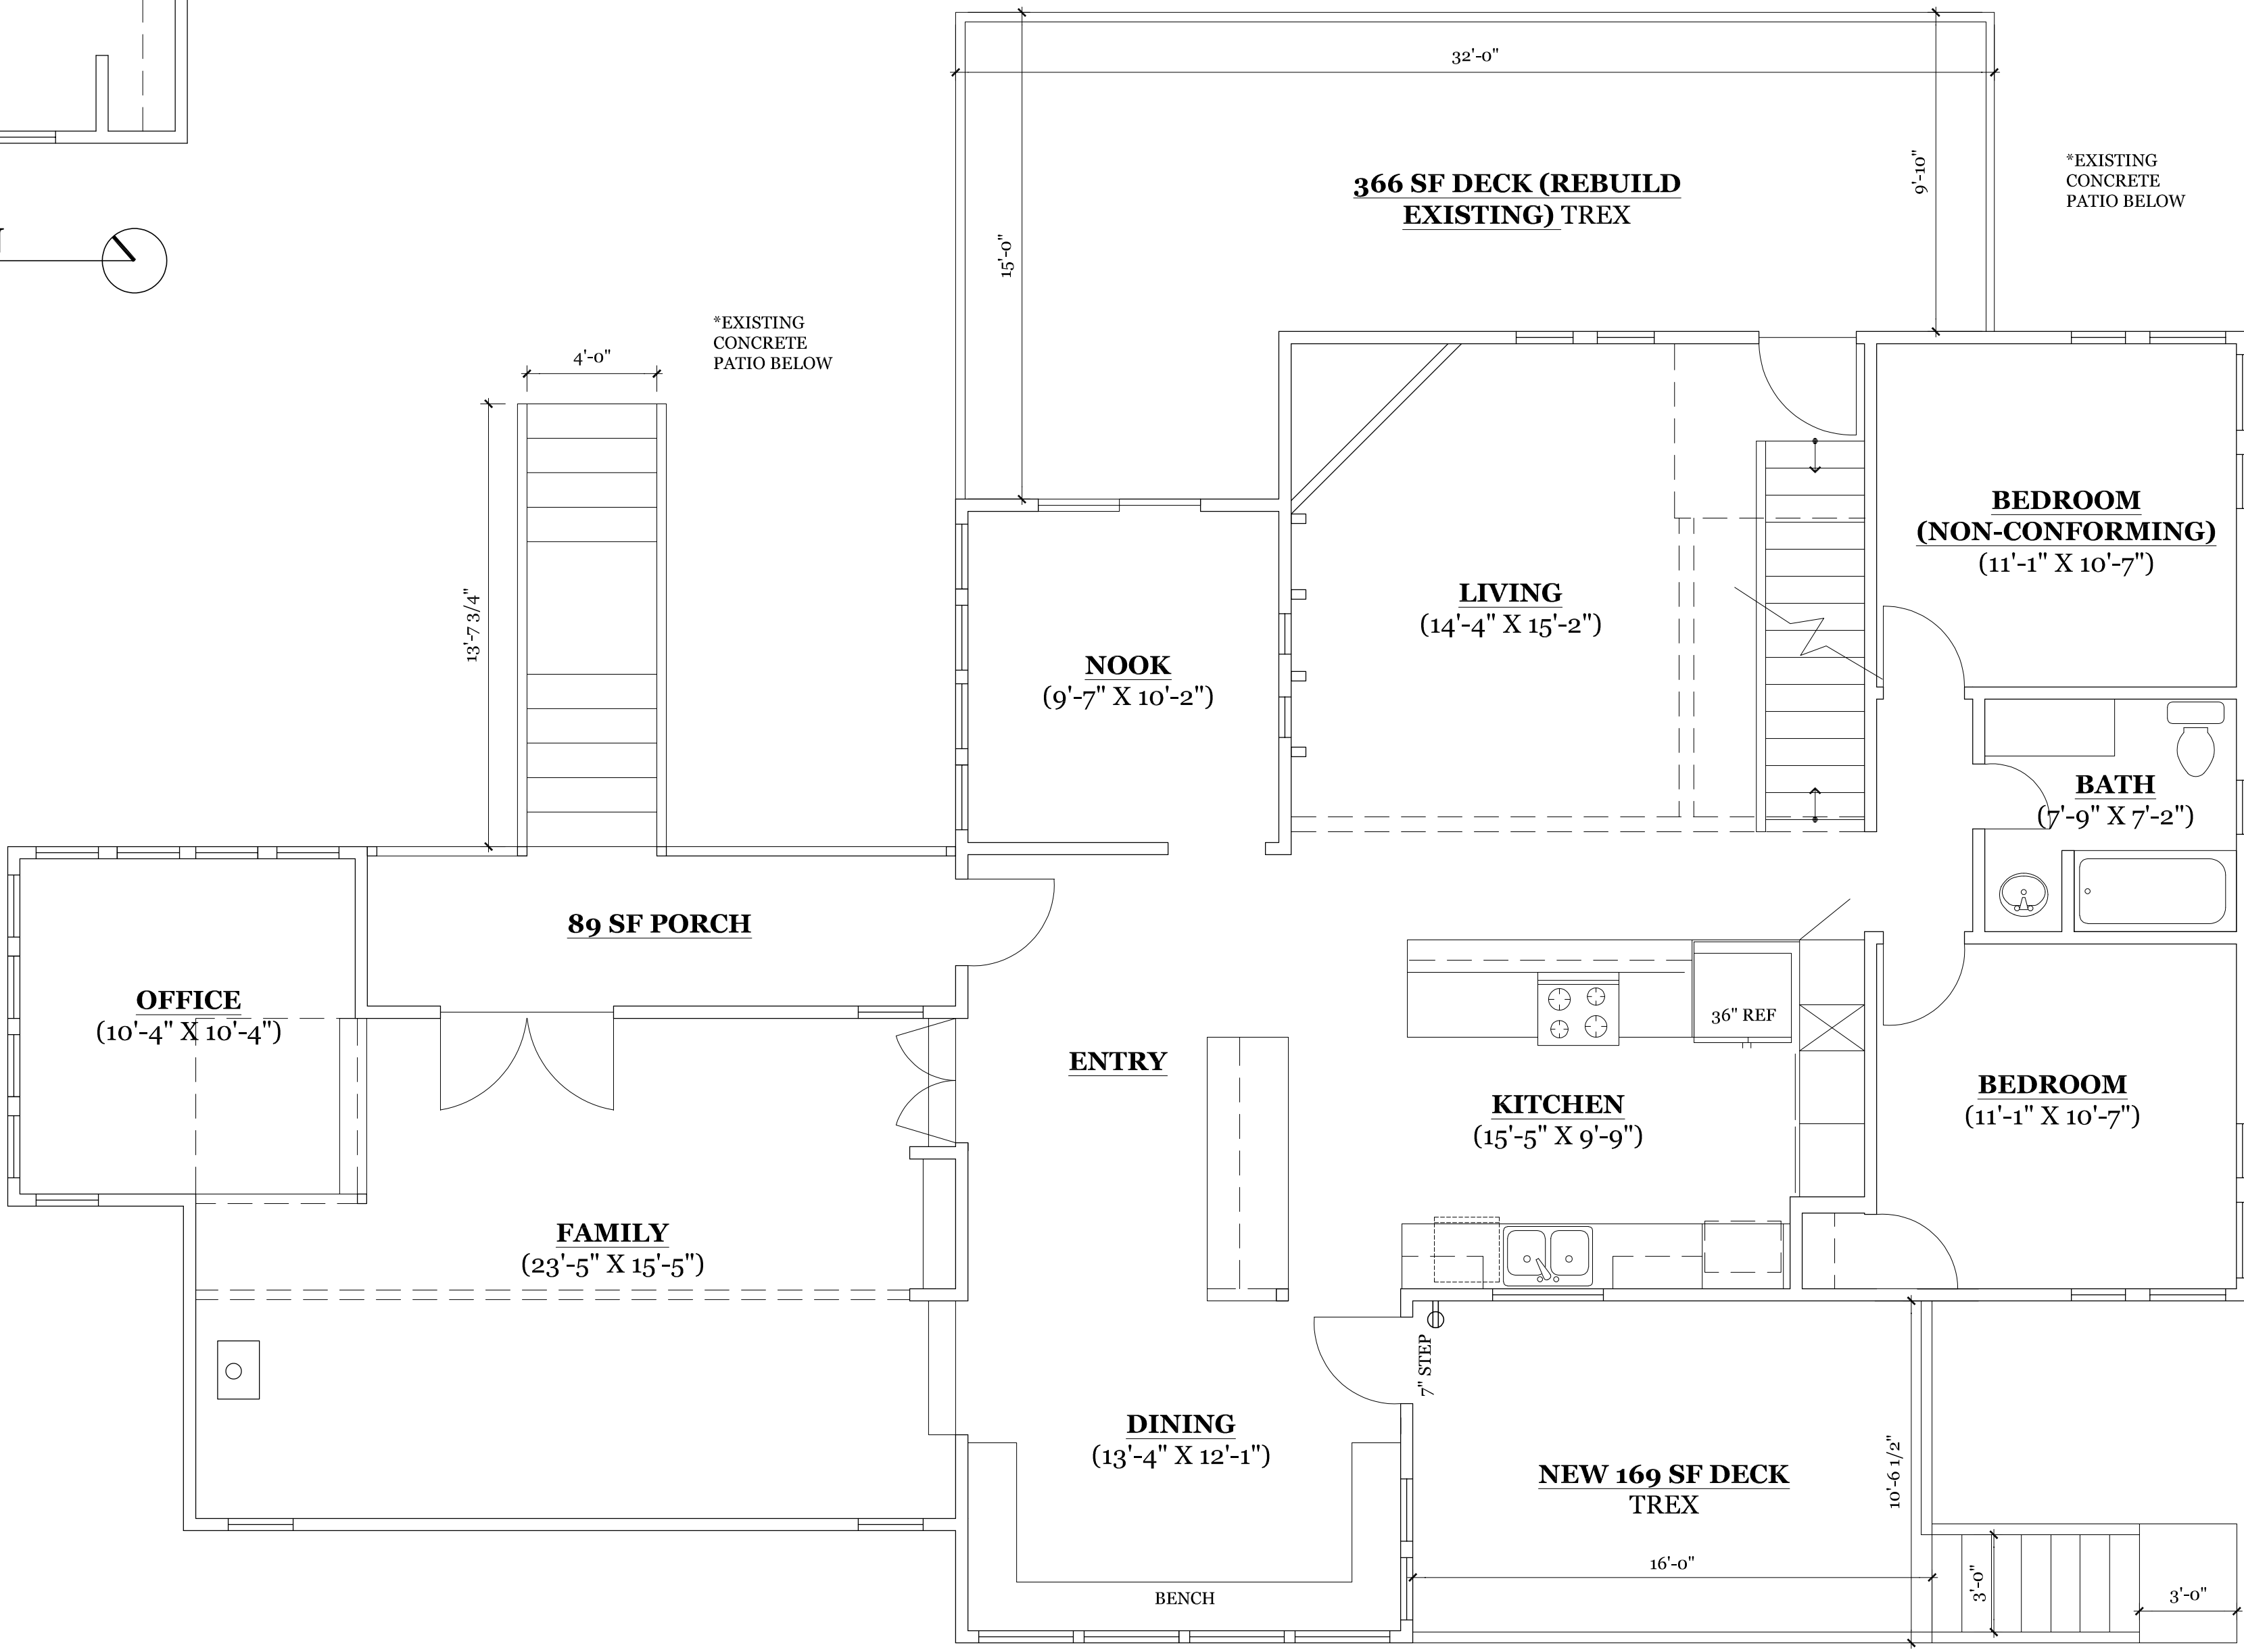 32'-0"
366 SF DECK (REBUILD
EXISTING) TREX
9'-10"
15'-0"
*EXISTING
CONCRETE
PATIO BELOW
*EXISTING
CONCRETE
PATIO BELOW
4'-0"
13'-7 3/4"
BEDROOM
(NON-CONFORMING)
(11'-1" X 10'-7")
LIVING
(14'-4" X 15'-2")
NOOK
(9'-7" X 10'-2")
BATH
(7'-9" X 7'-2")
89 SF PORCH
OFFICE
(10'-4" X 10'-4")
36" REF
ENTRY
KITCHEN
(15'-5" X 9'-9")
BEDROOM
(11'-1" X 10'-7")
FAMILY
(23'-5" X 15'-5")
7" STEP
DINING
(13'-4" X 12'-1")
NEW 169 SF DECK
TREX
10'-6 1/2"
16'-0"
3'-0"
3'-0"
BENCH